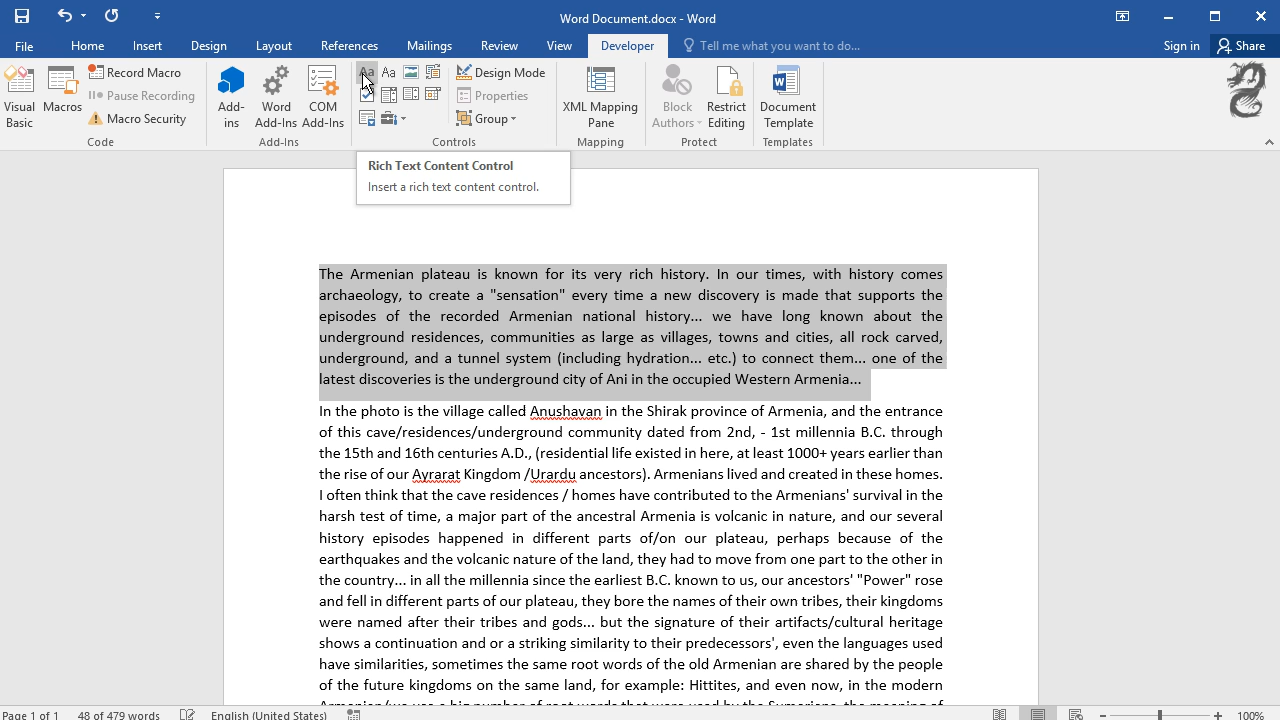 Word Document.docx - Word
File Home Insert Design Layout References Mailings Review View Developer Tell me what you want to do... Sign in Share
Visual Basic
Macros
Record Macro
Pause Recording
Macro Security
Code
Add-ins
Word Add-Ins
COM Add-Ins
Add-Ins
Aa Aa
Design Mode
Properties
Group
Controls
XML Mapping Pane
Mapping
Block Authors
Restrict Editing
Protect
Document Template
Templates
Rich Text Content Control
Insert a rich text content control.
The Armenian plateau is known for its very rich history. In our times, with history comes
archaeology, to create a "sensation" every time a new discovery is made that supports the
episodes of the recorded Armenian national history... we have long known about the
underground residences, communities as large as villages, towns and cities, all rock carved,
underground, and a tunnel system (including hydration... etc.) to connect them... one of the
latest discoveries is the underground city of Ani in the occupied Western Armenia...
In the photo is the village called Anushavan in the Shirak province of Armenia, and the entrance
of this cave/residences/underground community dated from 2nd, - 1st millennia B.C. through
the 15th and 16th centuries A.D., (residential life existed in here, at least 1000+ years earlier than
the rise of our Ayrarat Kingdom /Urardu ancestors). Armenians lived and created in these homes.
I often think that the cave residences / homes have contributed to the Armenians' survival in the
harsh test of time, a major part of the ancestral Armenia is volcanic in nature, and our several
history episodes happened in different parts of/on our plateau, perhaps because of the
earthquakes and the volcanic nature of the land, they had to move from one part to the other in
the country... in all the millennia since the earliest B.C. known to us, our ancestors' "Power" rose
and fell in different parts of our plateau, they bore the names of their own tribes, their kingdoms
were named after their tribes and gods... but the signature of their artifacts/cultural heritage
shows a continuation and or a striking similarity to their predecessors', even the languages used
have similarities, sometimes the same root words of the old Armenian are shared by the people
of the future kingdoms on the same land, for example: Hittites, and even now, in the modern
Armenian (we use a big number of root words that were used by the Sumerians, the meaning of
Page 1 of 1 48 of 479 words English (United States) 100%